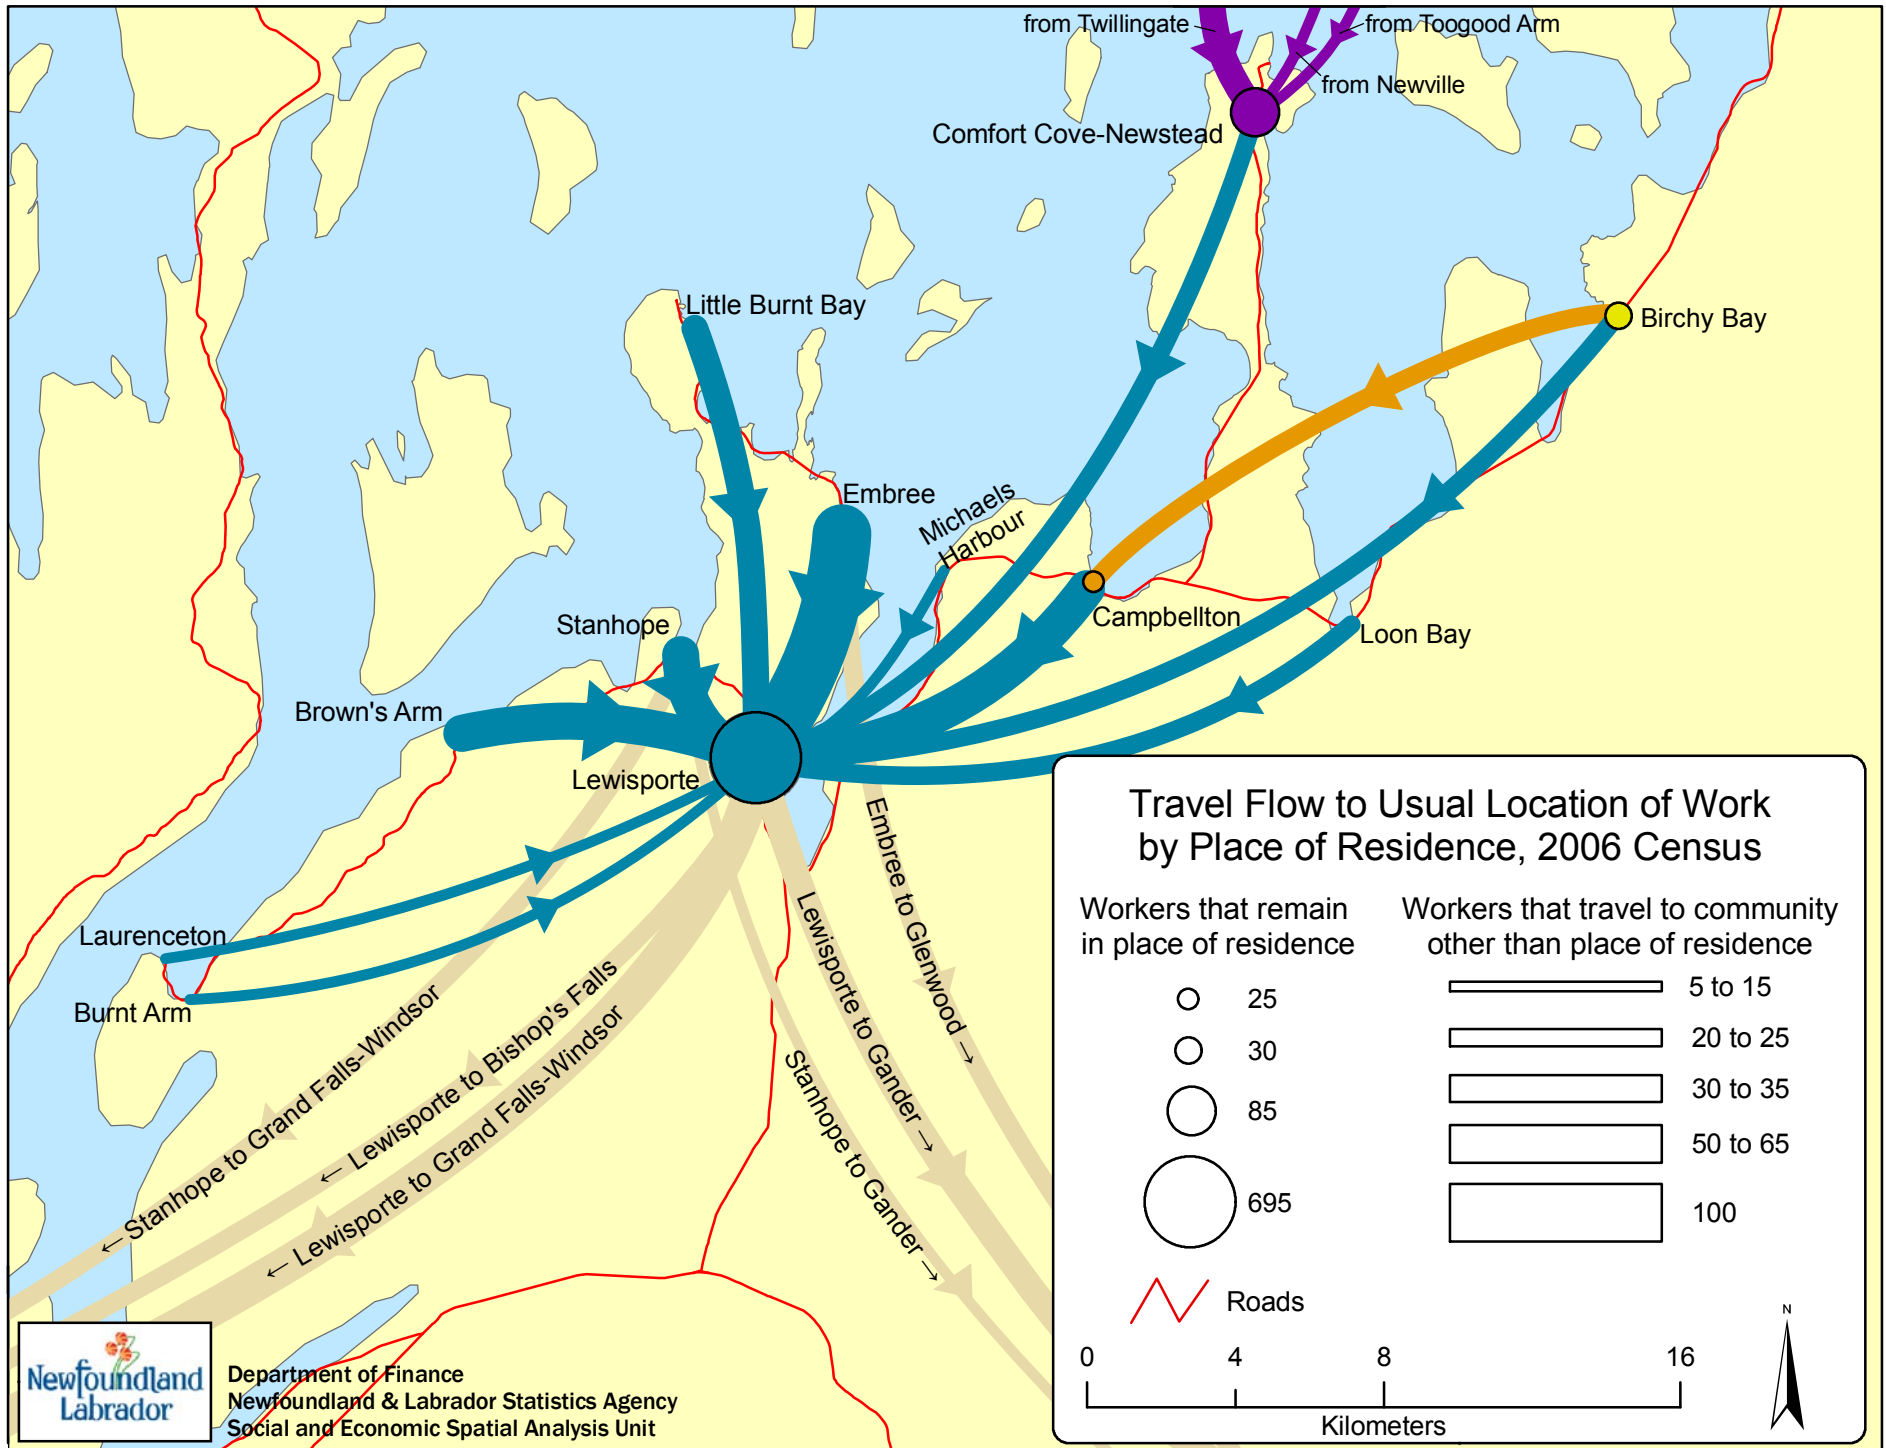 from Twillingate
from Toogood Arm
from Newville
Comfort Cove-Newstead
Little Burnt Bay
Birchy Bay
Embree
Michaels
Harbour
Stanhope
Campbellton
Loon Bay
Brown's Arm
Lewisporte
Laurenceton
Burnt Arm
Embree to Glenwood →
Lewisporte to Gander →
Stanhope to Gander →
← Stanhope to Grand Falls-Windsor
← Lewisporte to Bishop's Falls
← Lewisporte to Grand Falls-Windsor
Travel Flow to Usual Location of Work
by Place of Residence, 2006 Census
Workers that remain
in place of residence
25
30
85
695
Roads
Workers that travel to community
other than place of residence
5 to 15
20 to 25
30 to 35
50 to 65
100
N
0 4 8 16
Kilometers
Newfoundland
Labrador
Department of Finance
Newfoundland & Labrador Statistics Agency
Social and Economic Spatial Analysis Unit